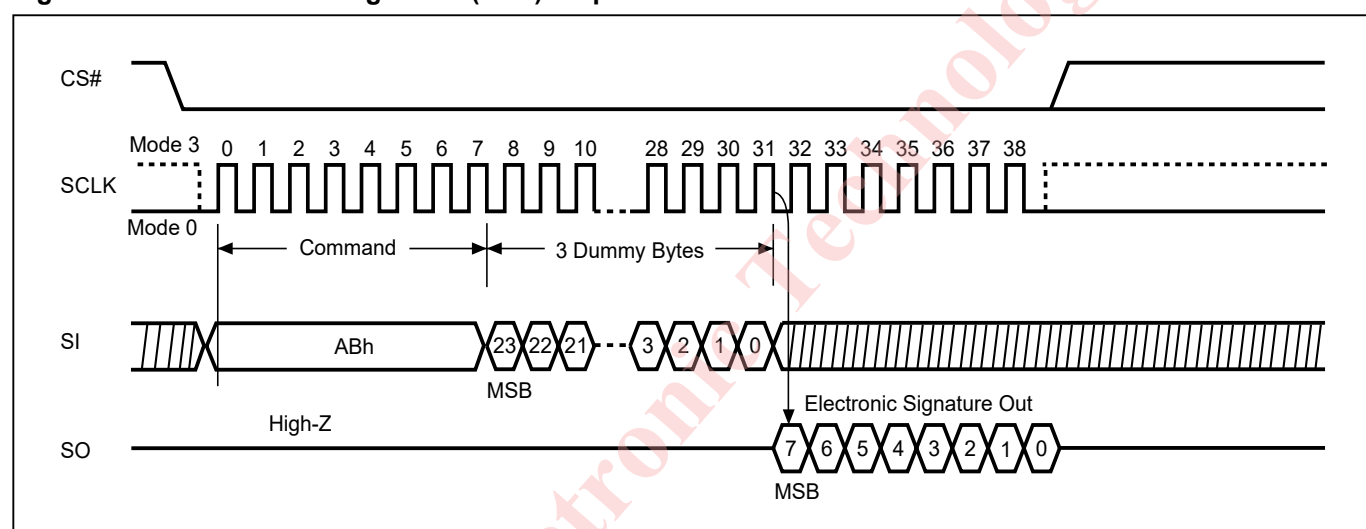 CS#
Mode 3 0 1 2 3 4 5 6 7 8 9 10 28 29 30 31 32 33 34 35 36 37 38
SCLK
Mode 0
Command 3 Dummy Bytes
SI ABh 23 22 21 3 2 1 0
MSB
High-Z Electronic Signature Out
SO 7 6 5 4 3 2 1 0
MSB